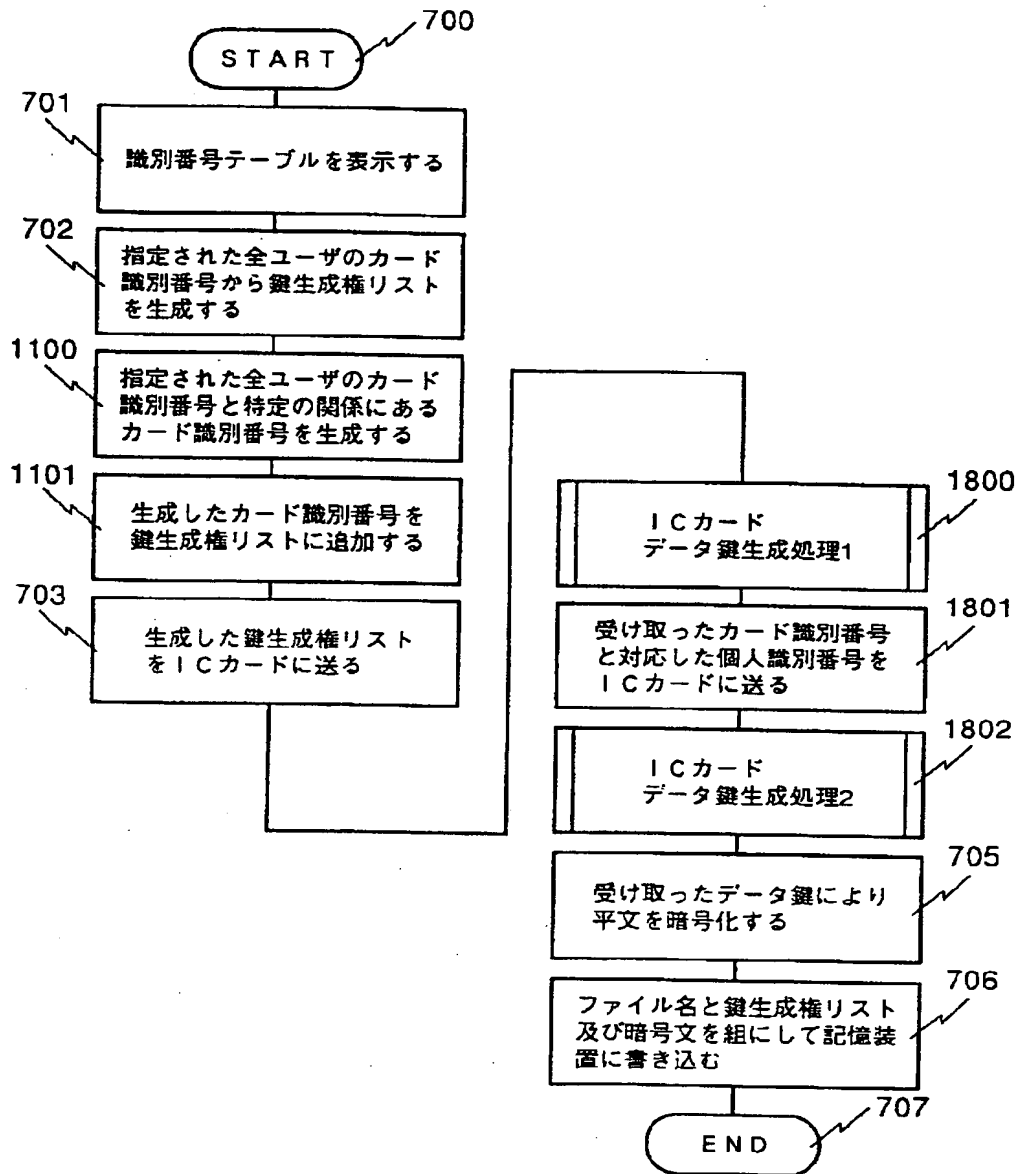 700
START
701
識別番号テーブルを表示する
702
指定された全ユーザのカード
識別番号から鍵生成権リスト
を生成する
1100
指定された全ユーザのカード
識別番号と特定の関係にある
カード識別番号を生成する
1101
生成したカード識別番号を
鍵生成権リストに追加する
703
生成した鍵生成権リスト
をICカードに送る
1800
ICカード
データ鍵生成処理1
1801
受け取ったカード識別番号
と対応した個人識別番号を
ICカードに送る
1802
ICカード
データ鍵生成処理2
705
受け取ったデータ鍵により
平文を暗号化する
706
ファイル名と鍵生成権リスト
及び暗号文を組にして記憶装
置に書き込む
707
END